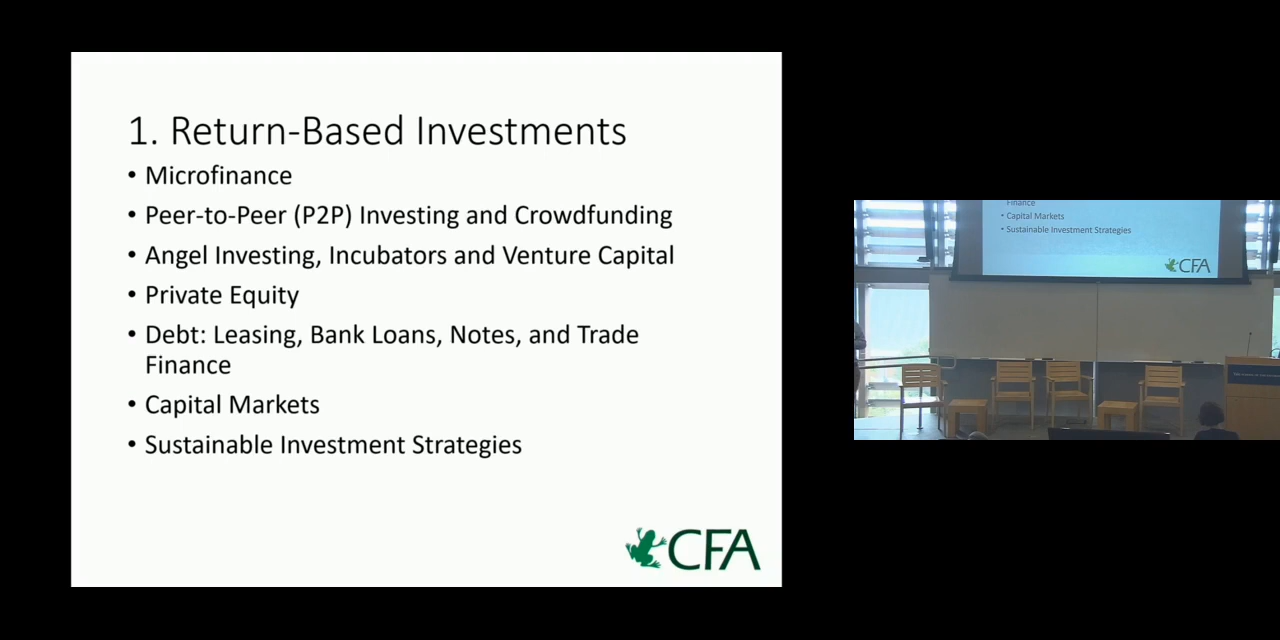 1. Return-Based Investments
• Microfinance
• Peer-to-Peer (P2P) Investing and Crowdfunding
• Angel Investing, Incubators and Venture Capital
• Private Equity
• Debt: Leasing, Bank Loans, Notes, and Trade
Finance
• Capital Markets
• Sustainable Investment Strategies
CFA
Finance
• Capital Markets
• Sustainable Investment Strategies
CFA